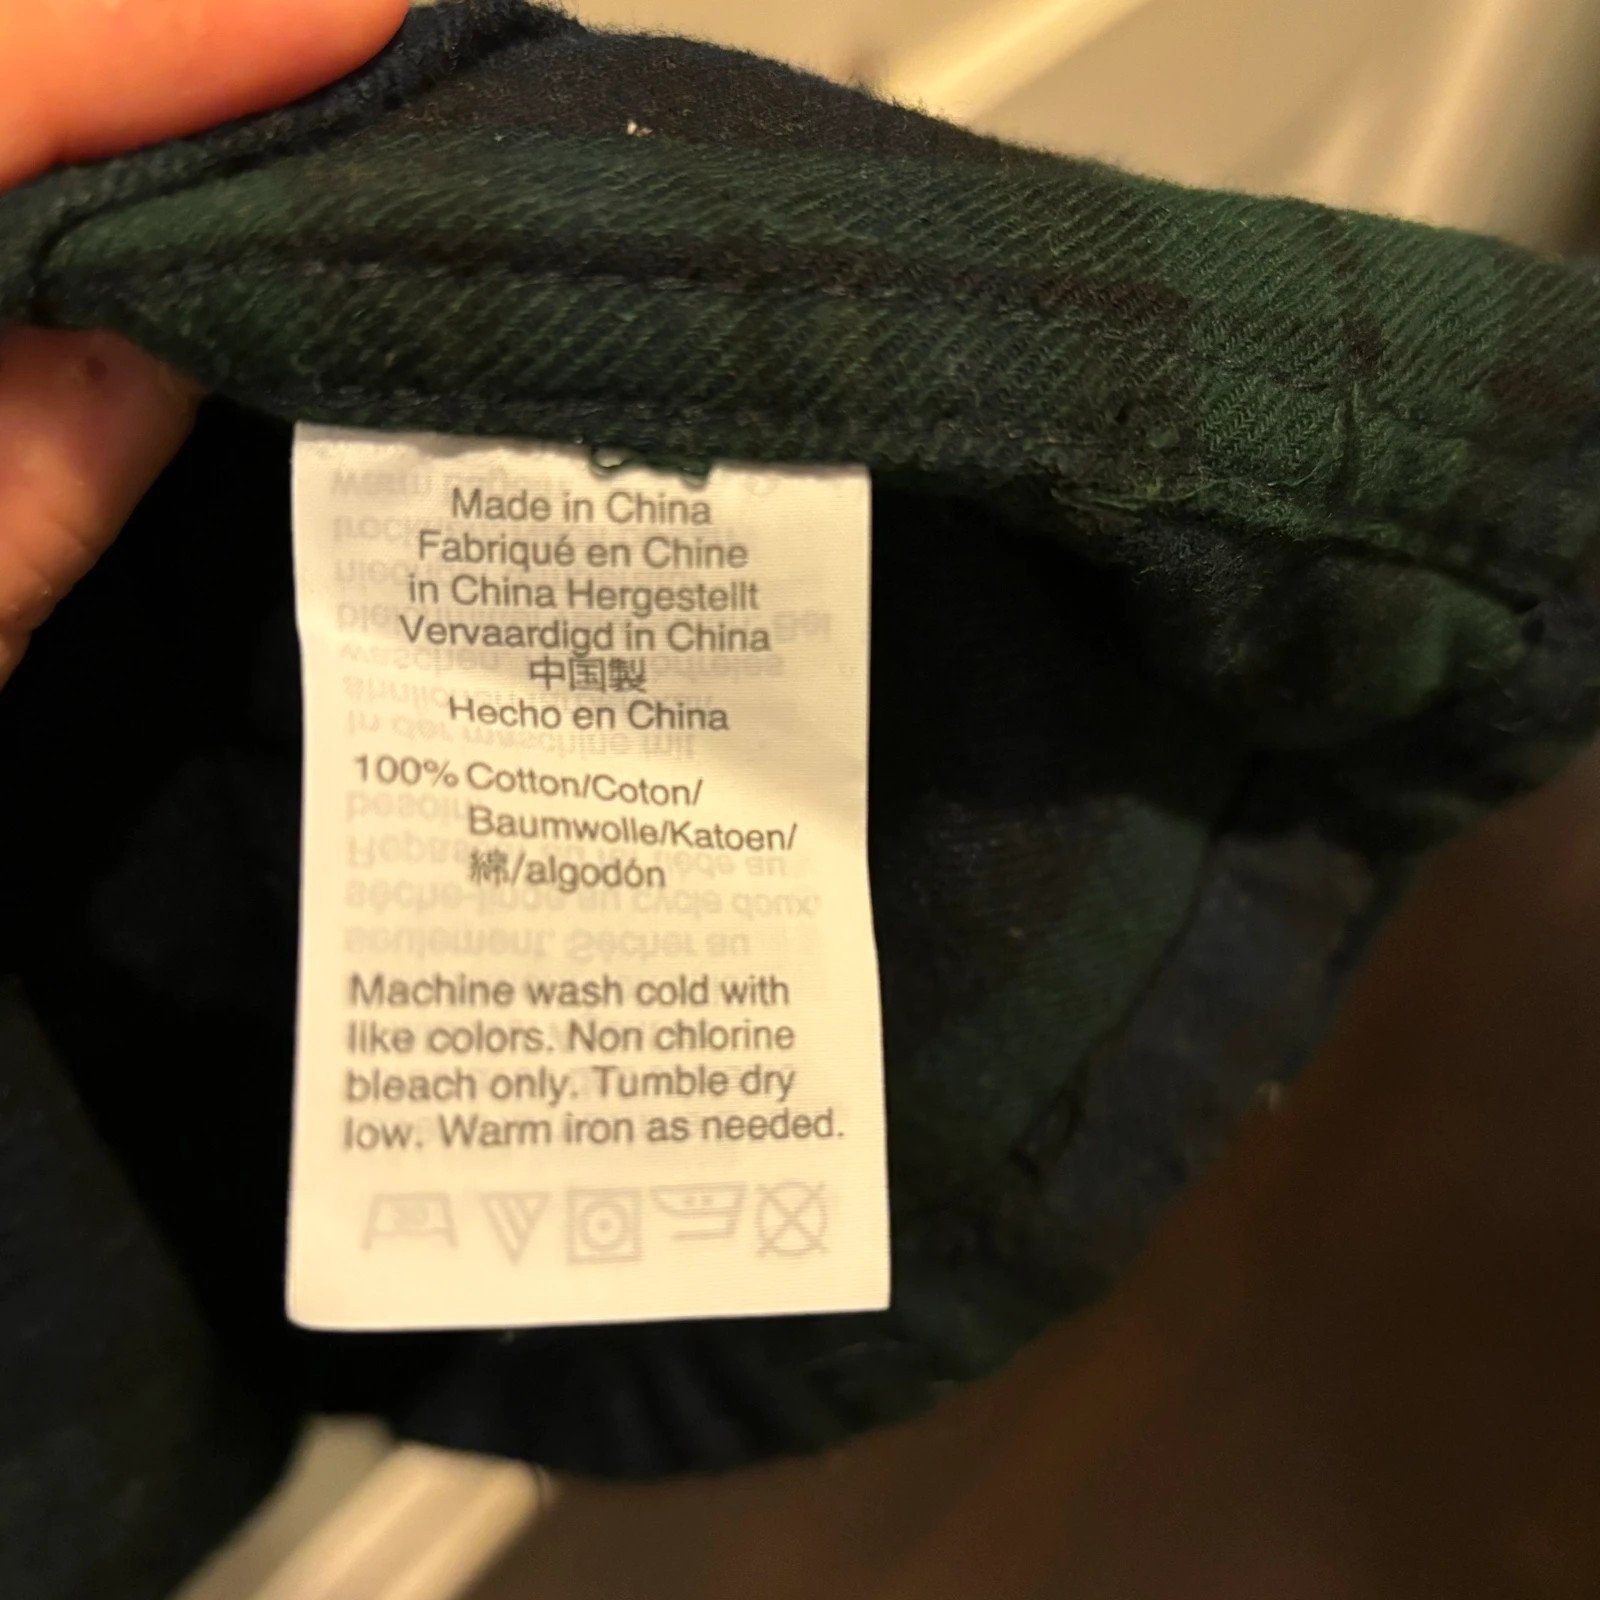 Made in China
Fabriqué en Chine
in China Hergestellt
Vervaardigd in China
中国製
Hecho en China
100% Cotton/Coton/
Baumwolle/Katoen/
綿/algodón
Machine wash cold with
like colors. Non chlorine
bleach only. Tumble dry
low. Warm iron as needed.
30